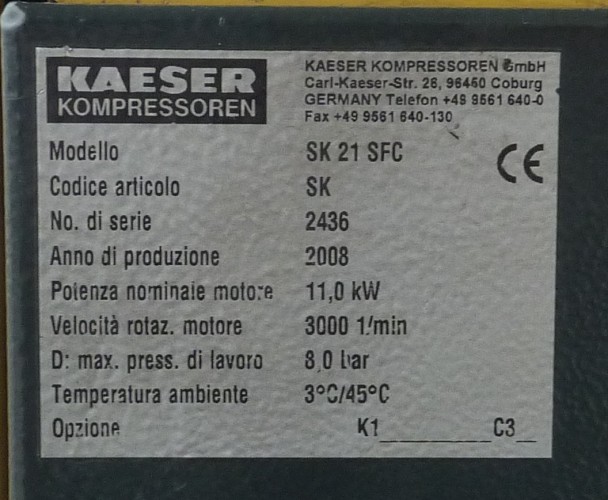 KAESER
KOMPRESSOREN
KAESER KOMPRESSOREN GmbH
Carl-Kaeser-Str. 26, 96450 Coburg
GERMANY Telefon +49 9561 640-0
Fax +49 9561 640-130
CE
Modello SK 21 SFC
Codice articolo SK
No. di serie 2436
Anno di produzione 2008
Potenza nominale motore 11,0 kW
Velocità rotaz. motore 3000 1/min
D: max. press. di lavoro 8,0 bar
Temperatura ambiente 3°C/45°C
Opzione K1_________C3__